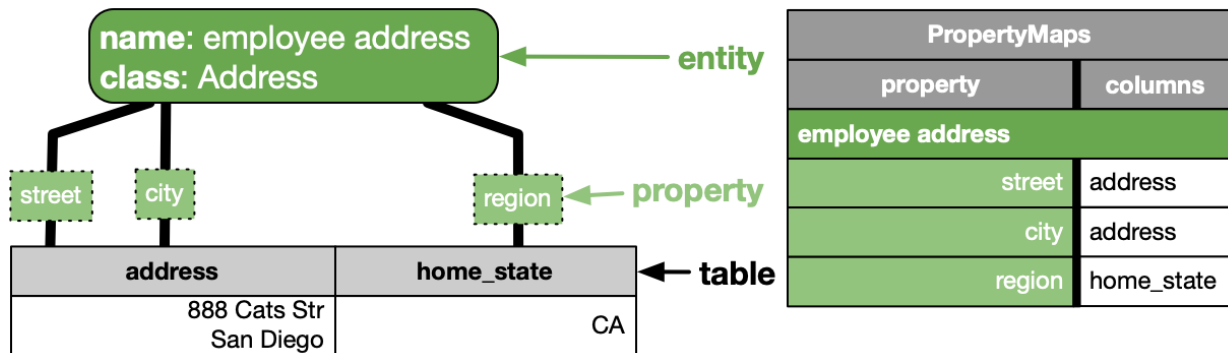 name: employee address
class: Address
entity
street
city
region
property
address
home_state
table
888 Cats Str
San Diego
CA
PropertyMaps
property
columns
employee address
street
address
city
address
region
home_state